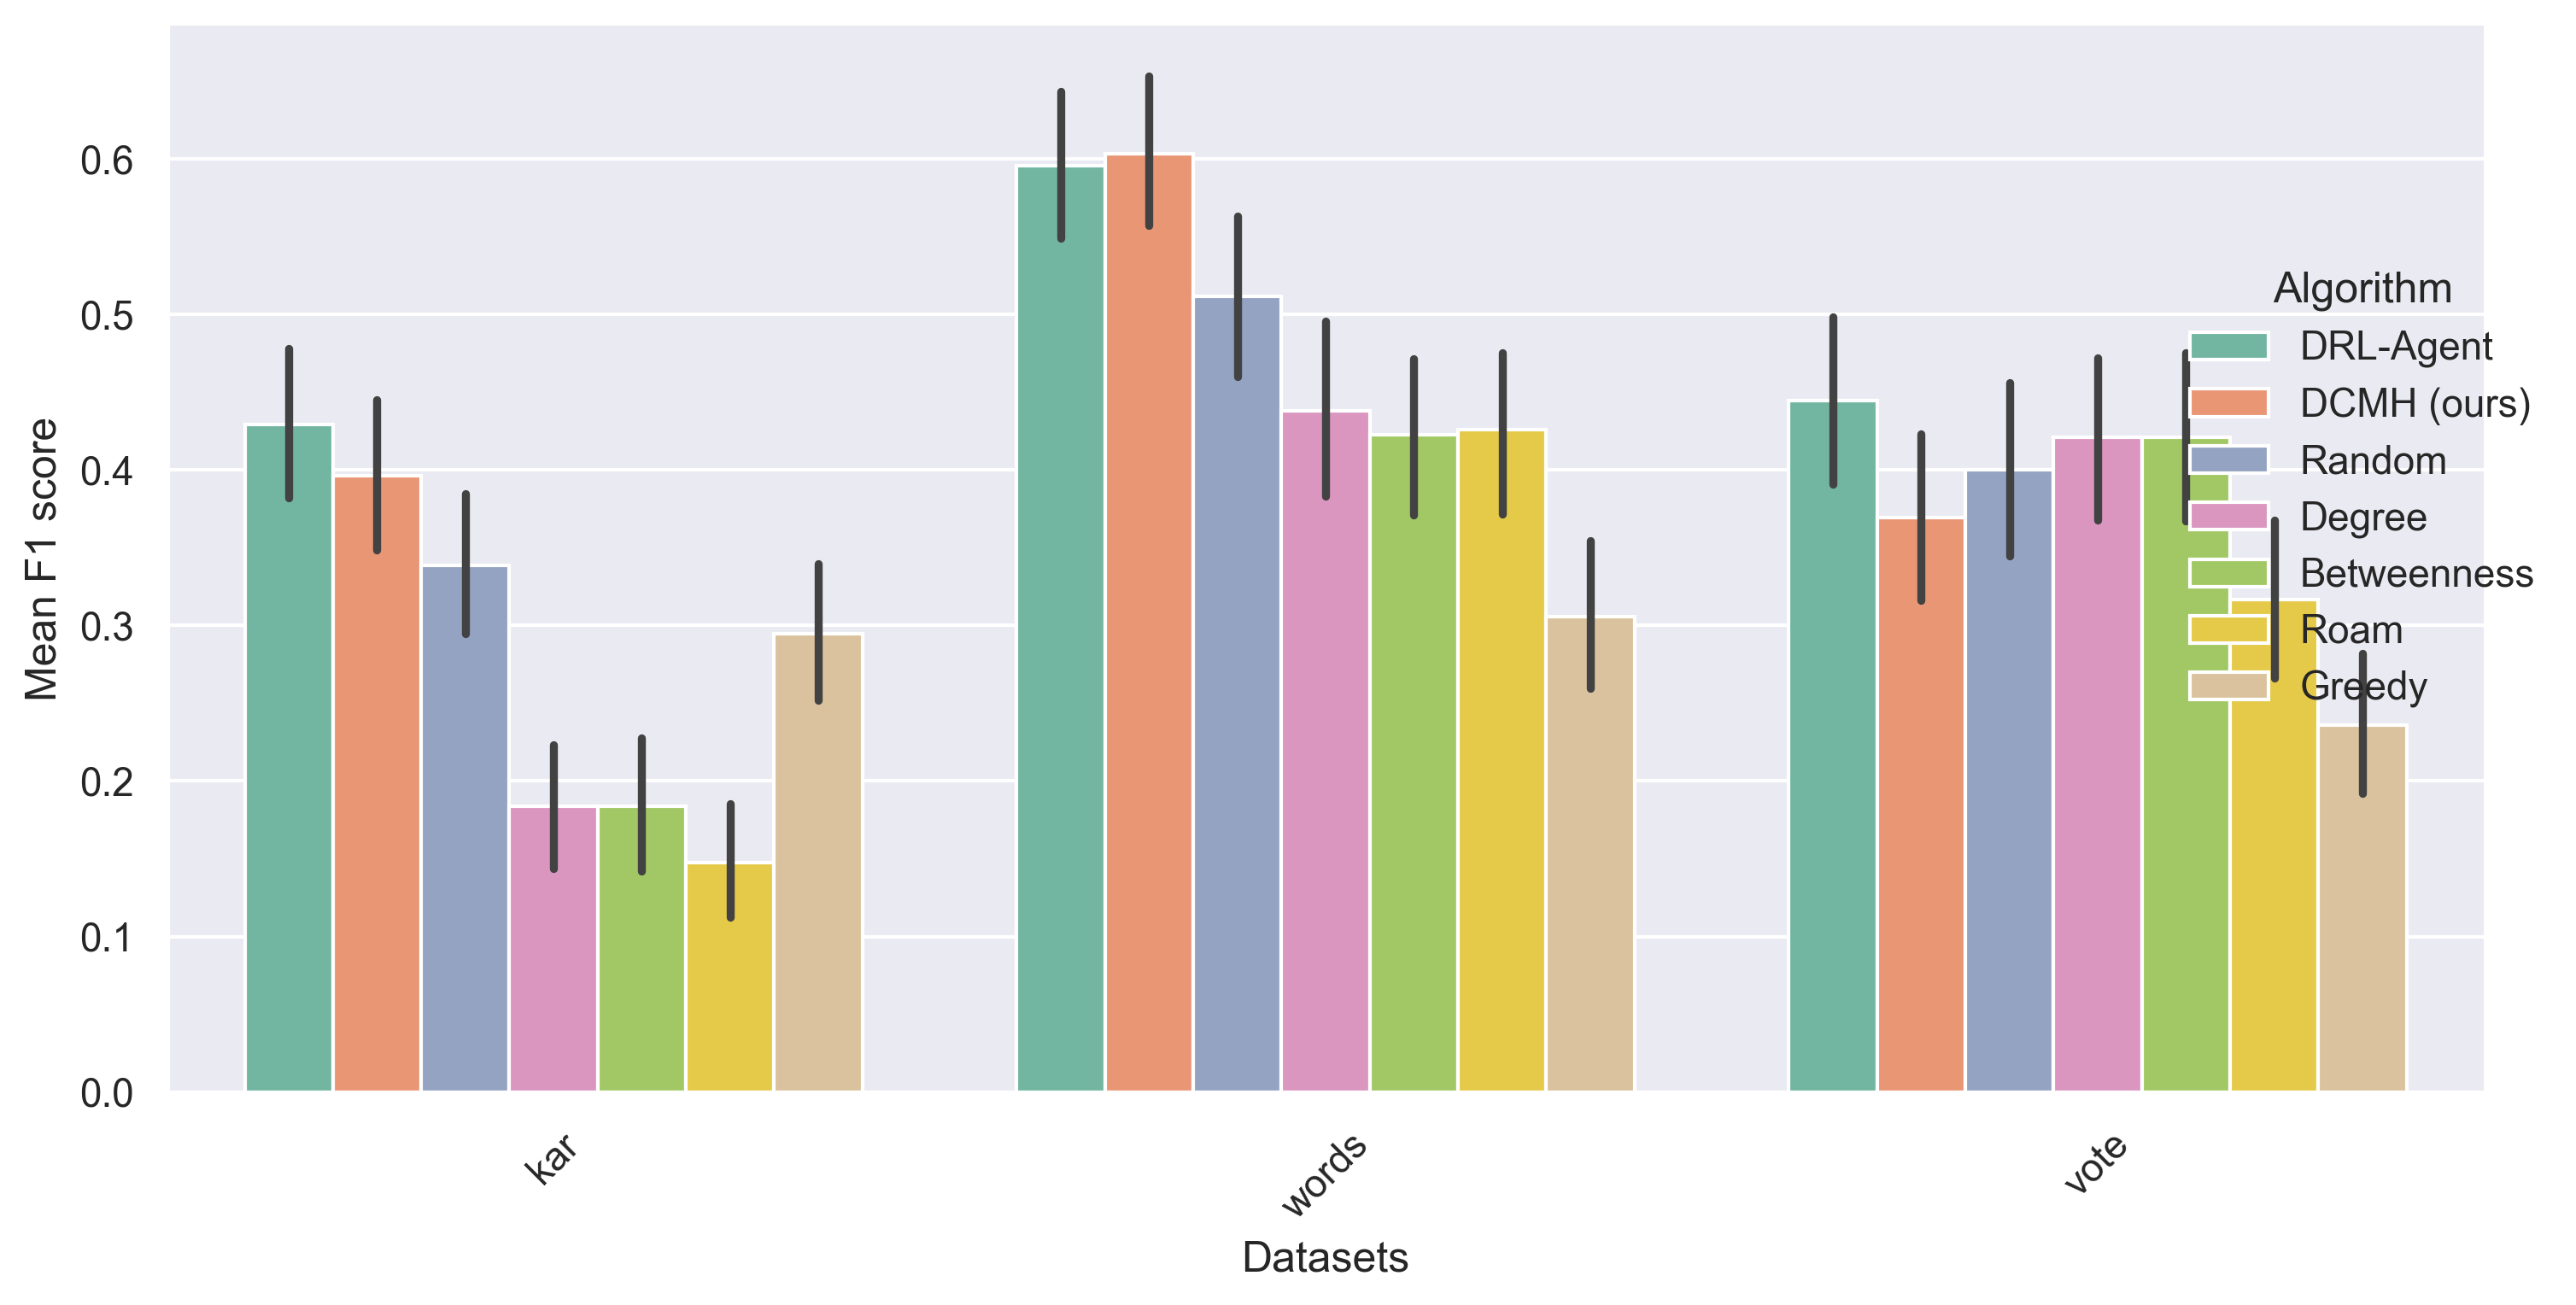 Mean F1 score
0.6
0.5
0.4
0.3
0.2
0.1
0.0
kar
words
vote
Datasets
Algorithm
DRL-Agent
DCMH (ours)
Random
Degree
Betweenness
Roam
Greedy